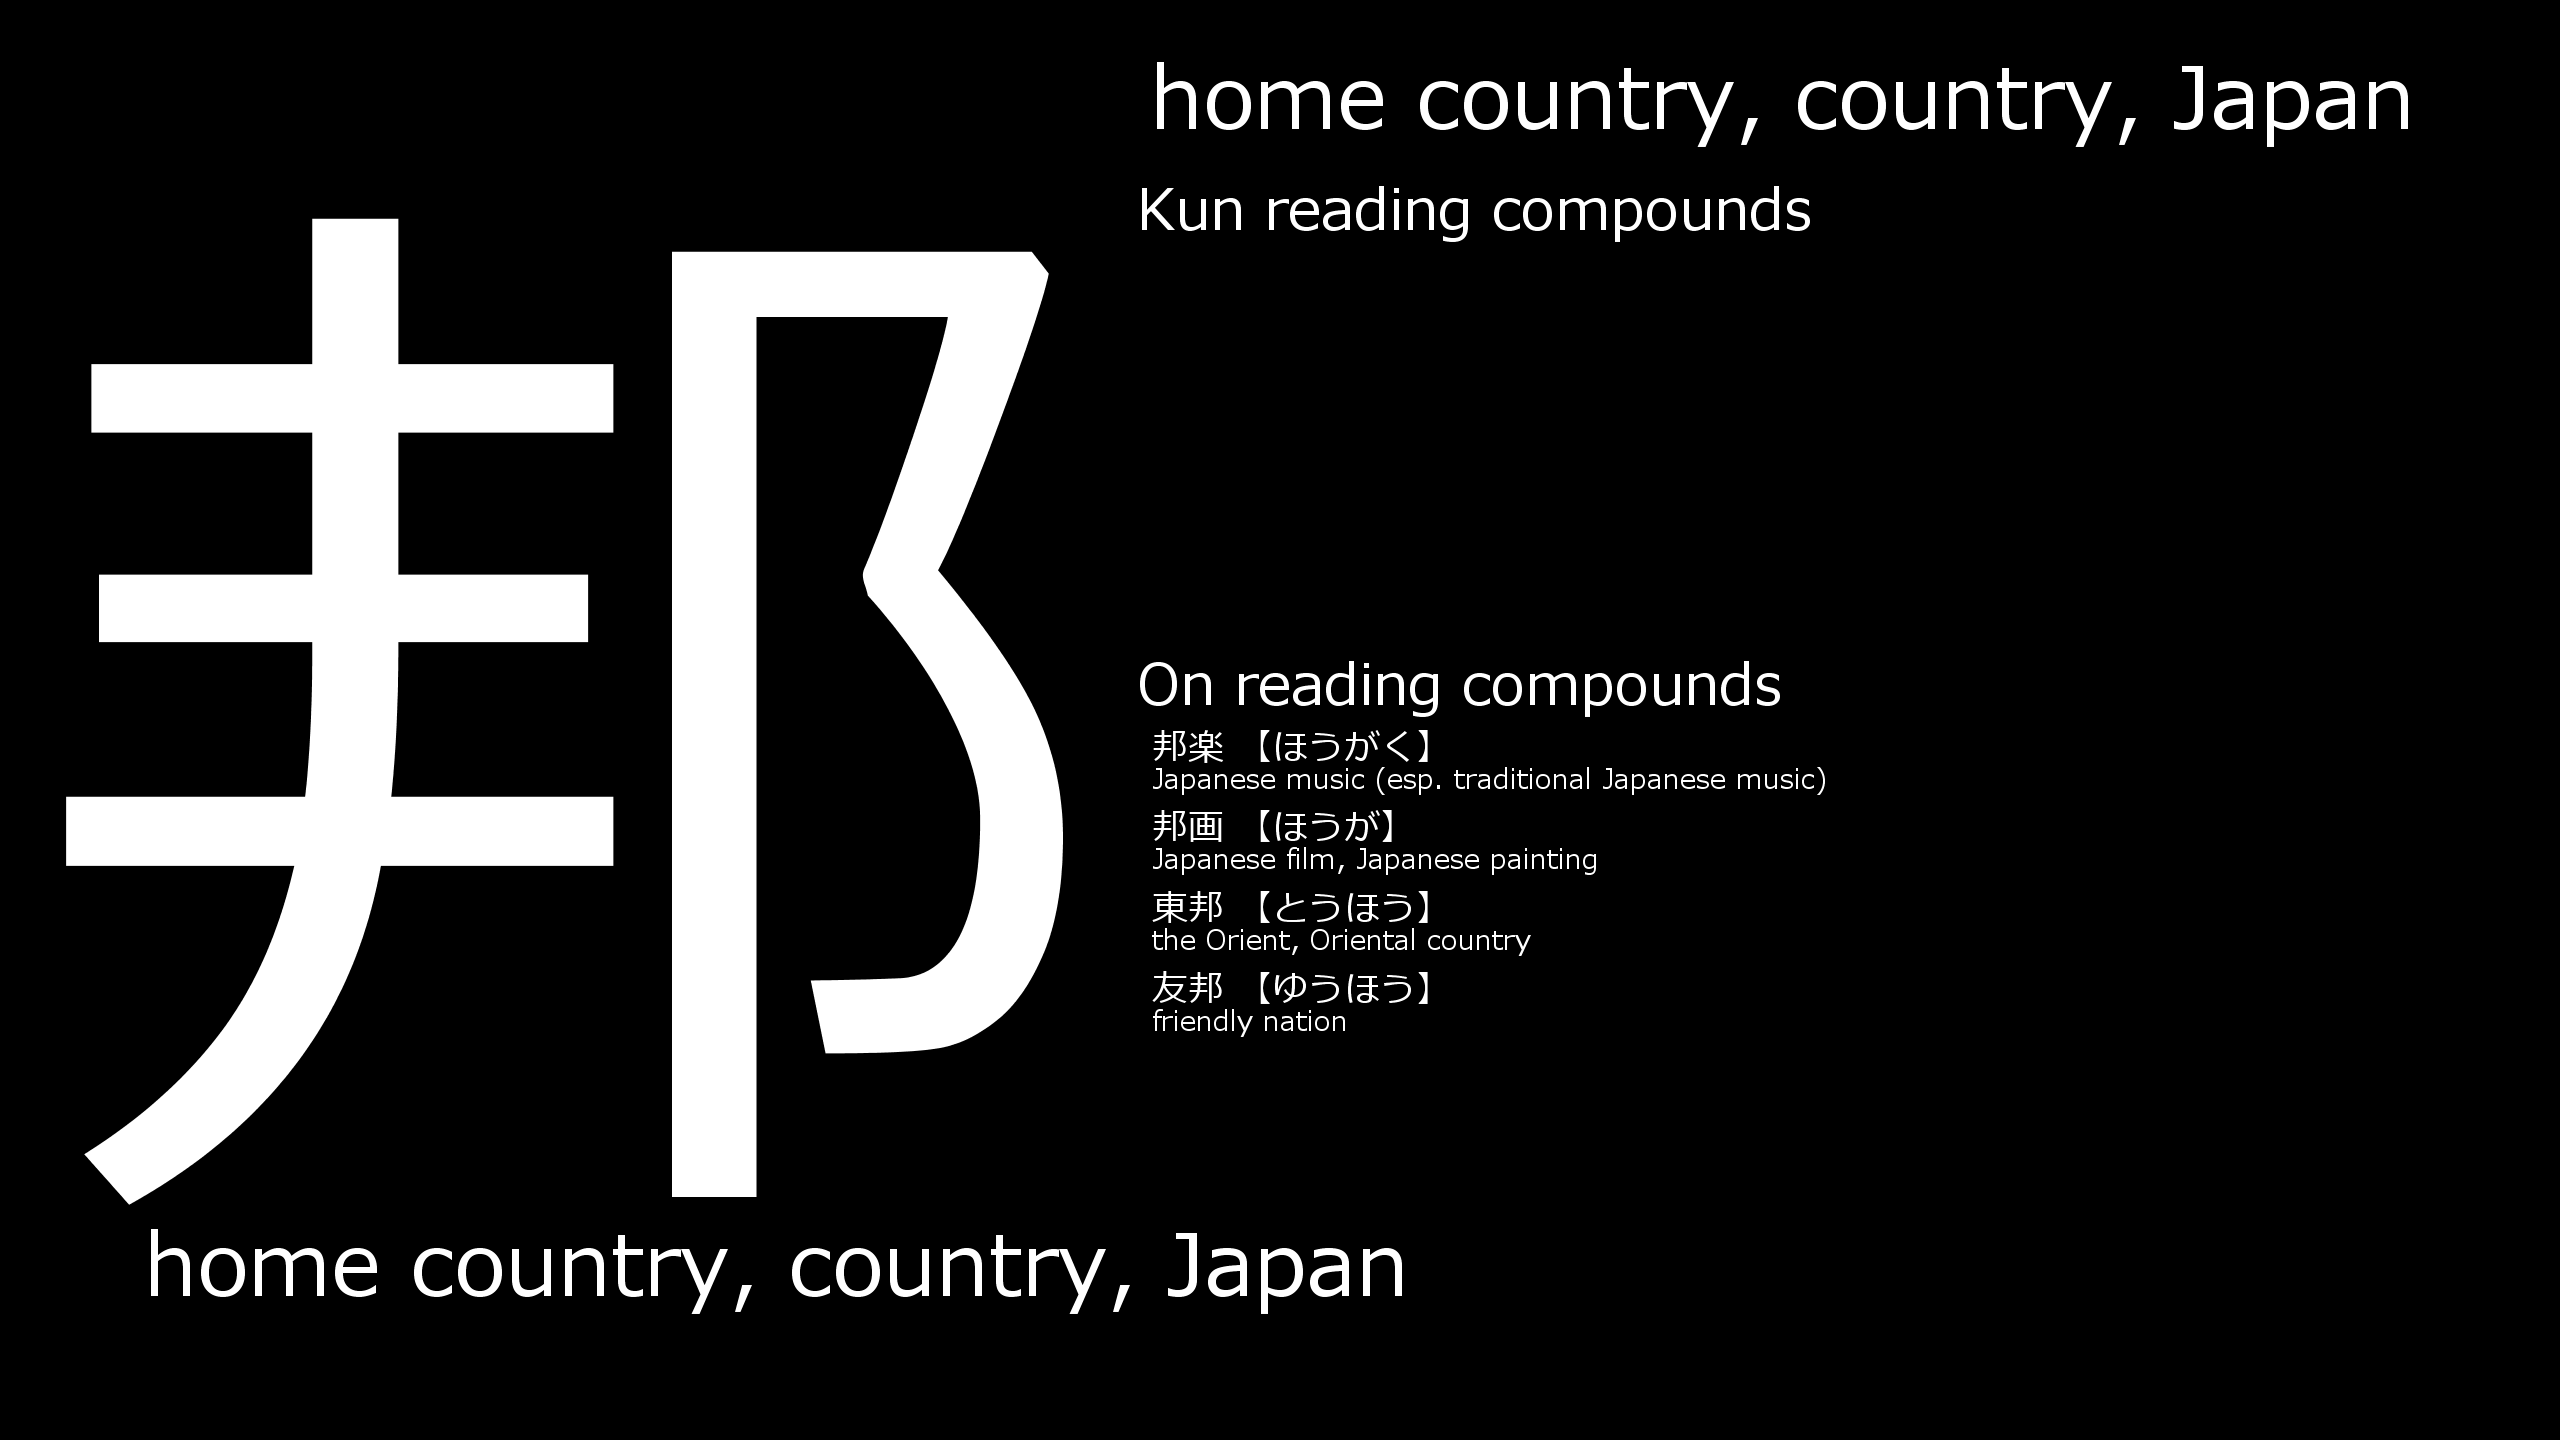 邦
home country, country, Japan
Kun reading compounds
On reading compounds
邦楽 【ほうがく】
Japanese music (esp. traditional Japanese music)
邦画 【ほうが】
Japanese film, Japanese painting
東邦 【とうほう】
the Orient, Oriental country
友邦 【ゆうほう】
friendly nation
home country, country, Japan